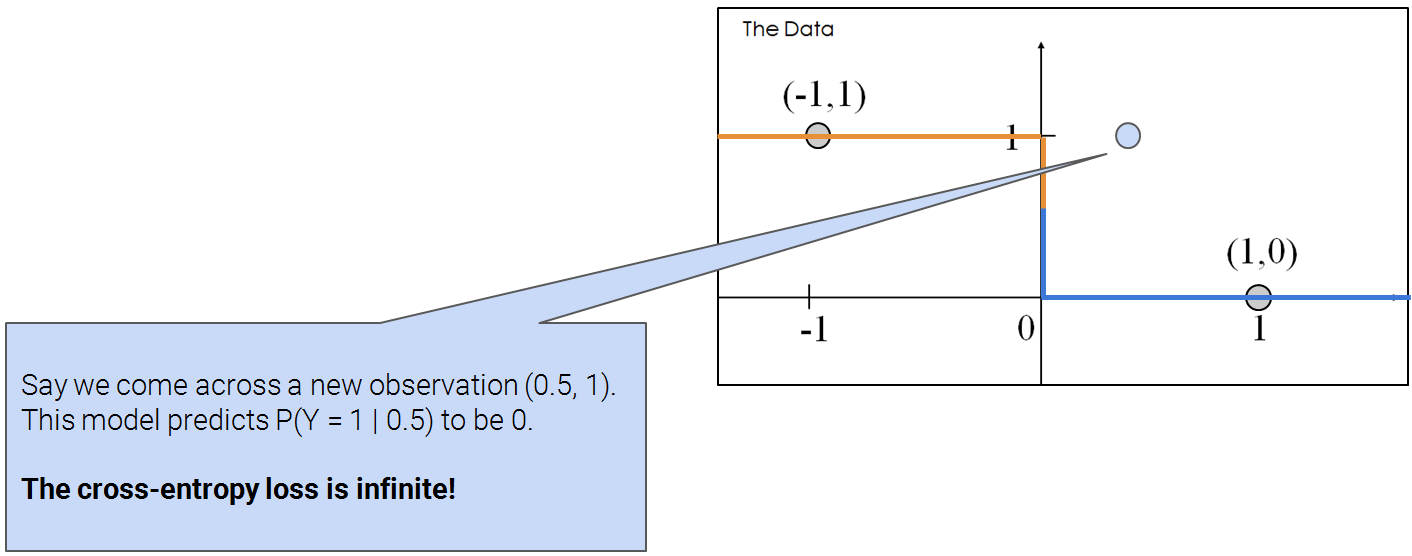 The Data
(-1,1)
1
(1,0)
-1
0
1
Say we come across a new observation (0.5, 1).
This model predicts P(Y = 1 | 0.5) to be 0.
The cross-entropy loss is infinite!